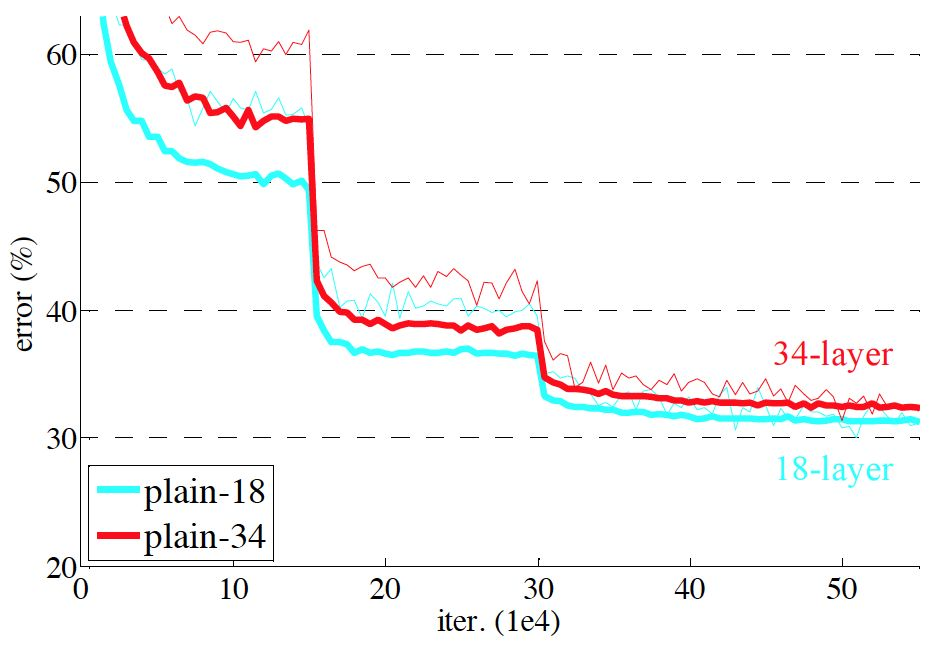 60
50
40
30
20
error (%)
34-layer
18-layer
plain-18
plain-34
0 10 20 30 40 50
iter. (1e4)